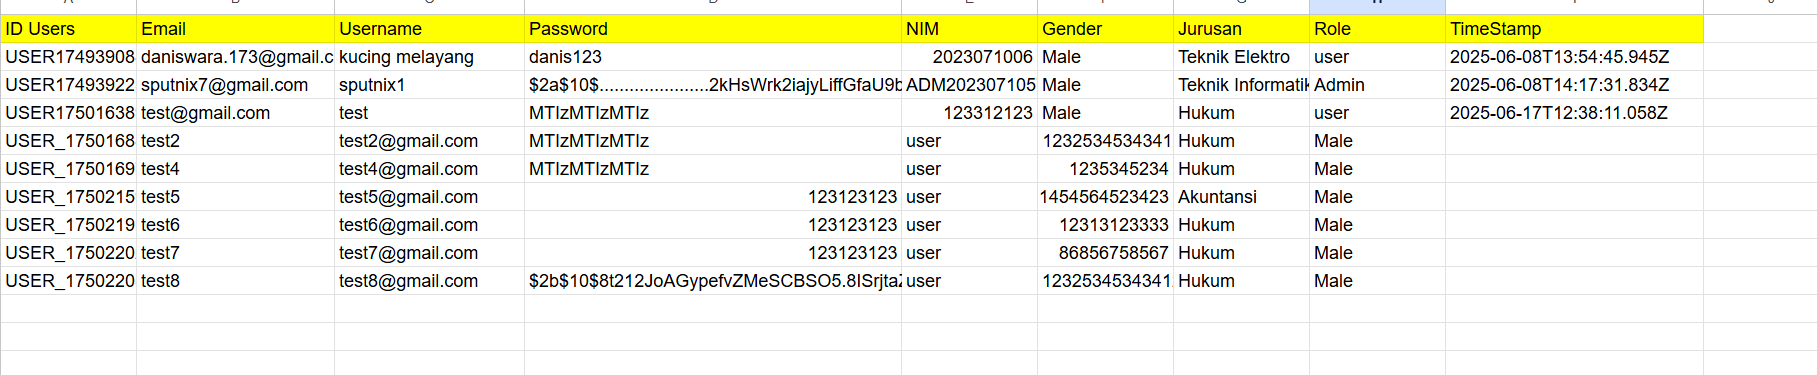 ID Users Email Username Password NIM Gender Jurusan Role TimeStamp
USER17493908 daniswara.173@gmail.c kucing melayang danis123 2023071006 Male Teknik Elektro user 2025-06-08T13:54:45.945Z
USER17493922 sputnix7@gmail.com sputnix1 $2a$10$......................2kHsWrk2iajyLiffGfaU9b ADM202307105 Male Teknik Informatik Admin 2025-06-08T14:17:31.834Z
USER17501638 test@gmail.com test MTIzMTIzMTIz 123312123 Male Hukum user 2025-06-17T12:38:11.058Z
USER_1750168 test2 test2@gmail.com MTIzMTIzMTIz user 1232534534341 Hukum Male
USER_1750169 test4 test4@gmail.com MTIzMTIzMTIz user 1235345234 Hukum Male
USER_1750215 test5 test5@gmail.com 123123123 user 1454564523423 Akuntansi Male
USER_1750219 test6 test6@gmail.com 123123123 user 12313123333 Hukum Male
USER_1750220 test7 test7@gmail.com 123123123 user 86856758567 Hukum Male
USER_1750220 test8 test8@gmail.com $2b$10$8t212JoAGypefvZMeSCBSO5.8ISrjtaZ user 1232534534341 Hukum Male